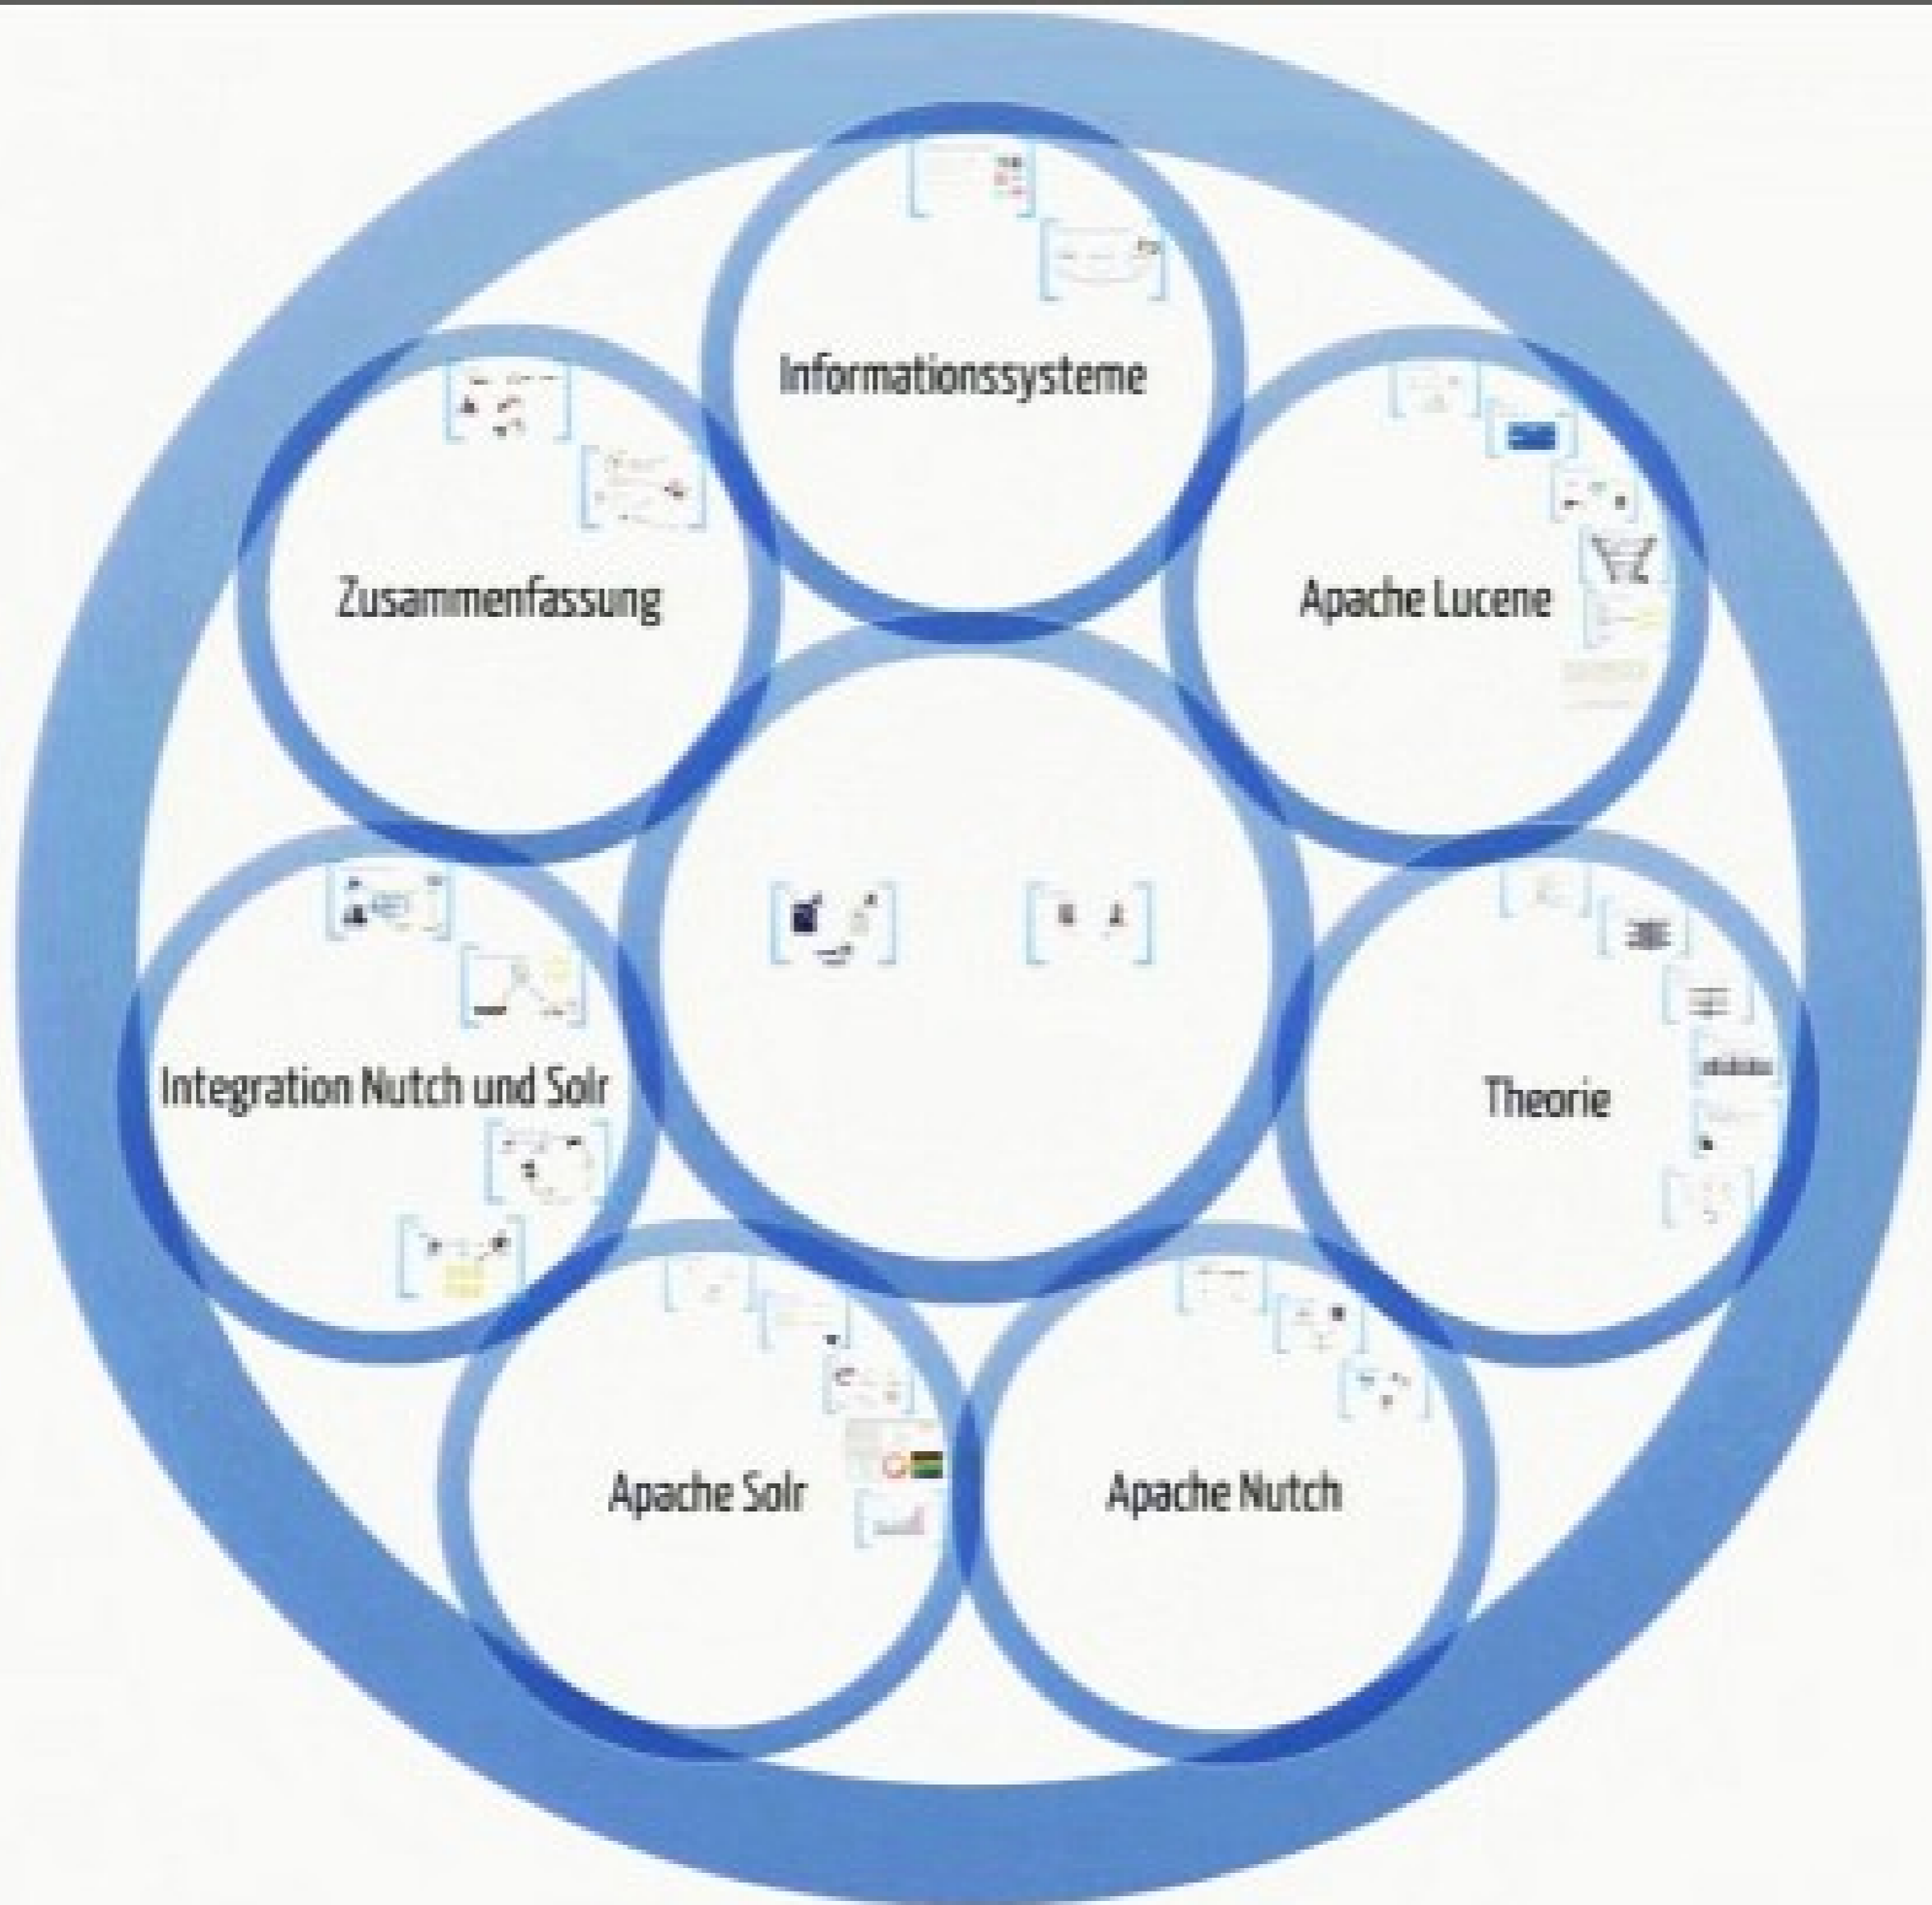 Informationssysteme
Zusammenfassung
Apache Lucene
Integration Nutch und Solr
Theorie
Apache Solr
Apache Nutch